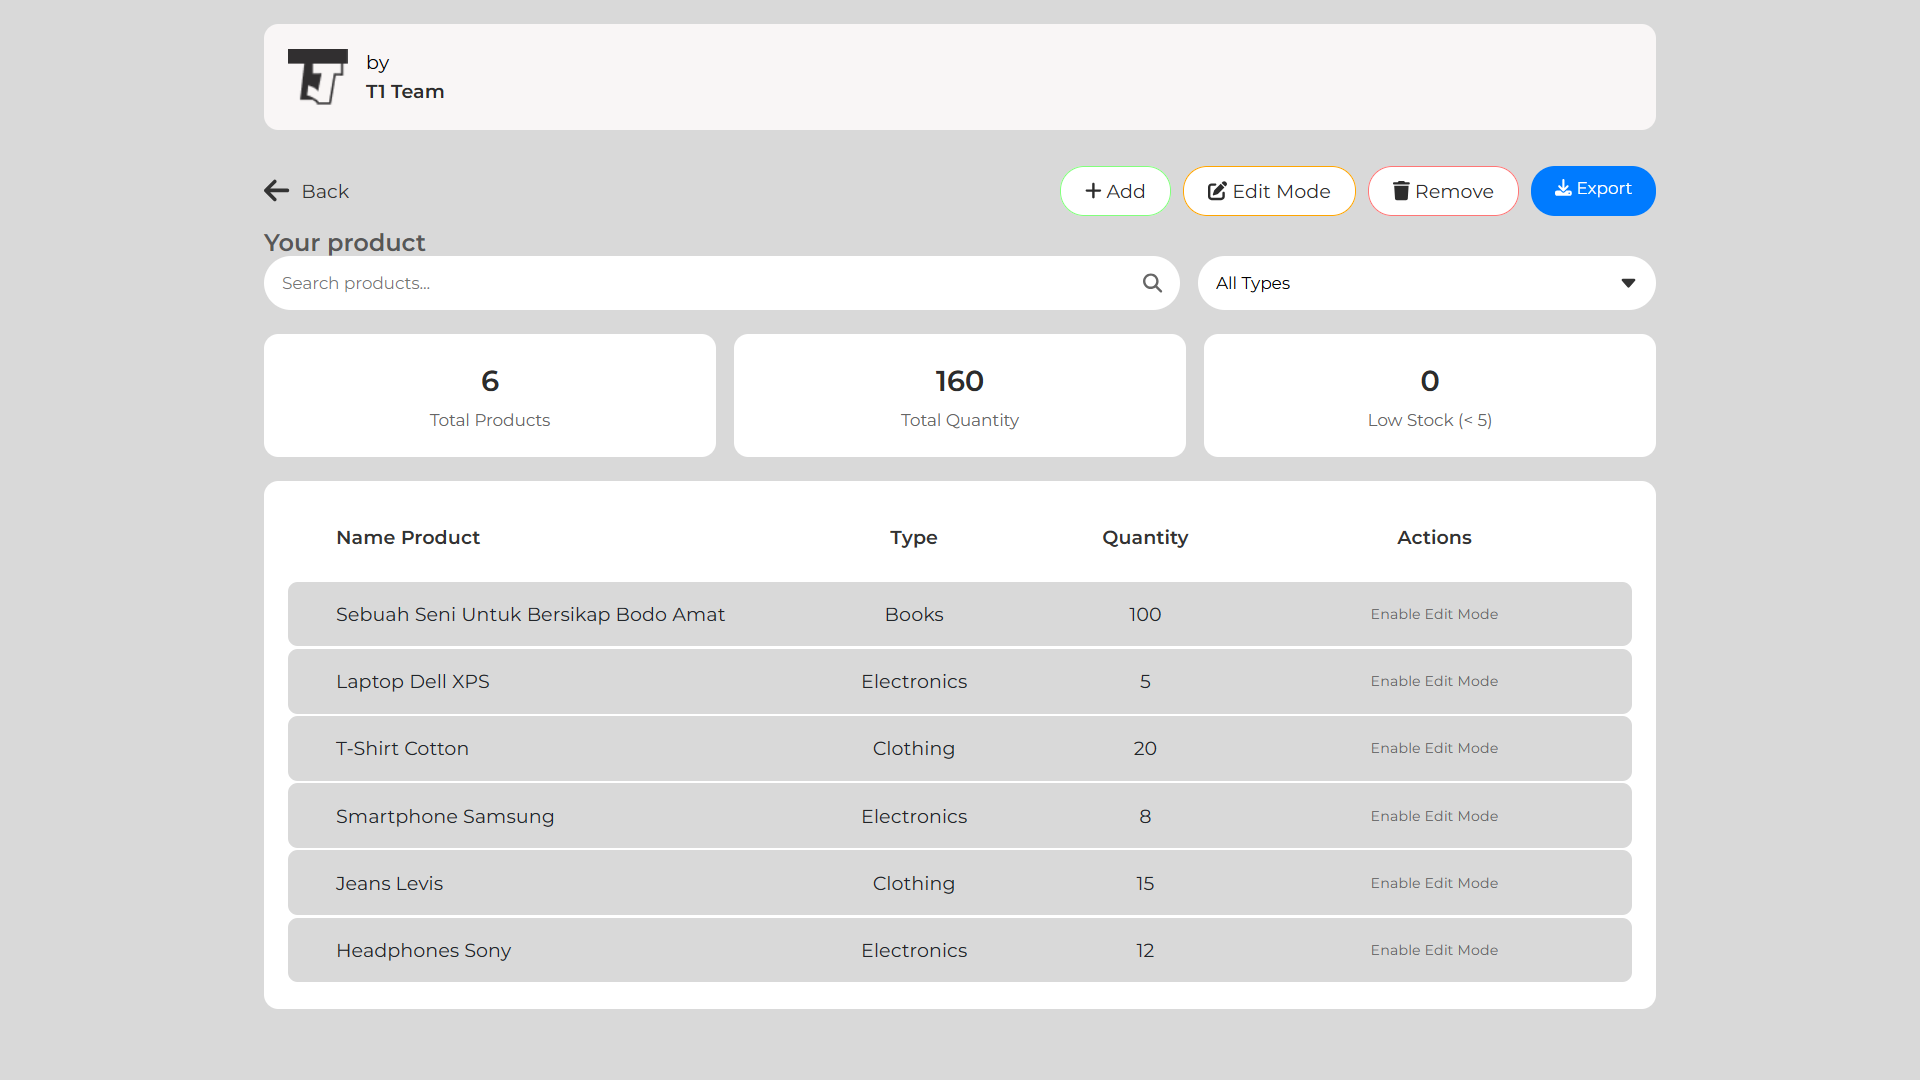 by
T1 Team
Back
Add
Edit Mode
Remove
Export
Your product
Search products...
All Types
6
Total Products
160
Total Quantity
0
Low Stock (< 5)
Name Product Type Quantity Actions
Sebuah Seni Untuk Bersikap Bodo Amat Books 100 Enable Edit Mode
Laptop Dell XPS Electronics 5 Enable Edit Mode
T-Shirt Cotton Clothing 20 Enable Edit Mode
Smartphone Samsung Electronics 8 Enable Edit Mode
Jeans Levis Clothing 15 Enable Edit Mode
Headphones Sony Electronics 12 Enable Edit Mode